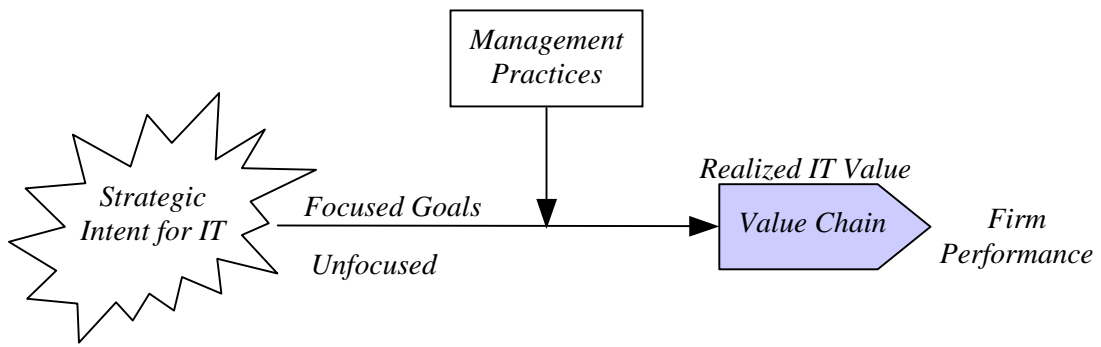 Management
Practices
Strategic
Intent for IT
Focused Goals
Unfocused
Realized IT Value
Value Chain
Firm
Performance